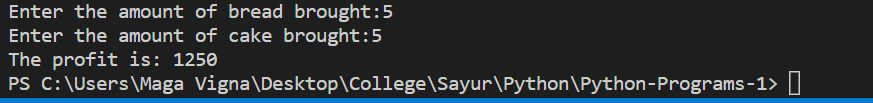 Enter the amount of bread brought:5
Enter the amount of cake brought:5
The profit is: 1250
PS C:\Users\Maga Vigna\Desktop\College\Sayur\Python\Python-Programs-1>